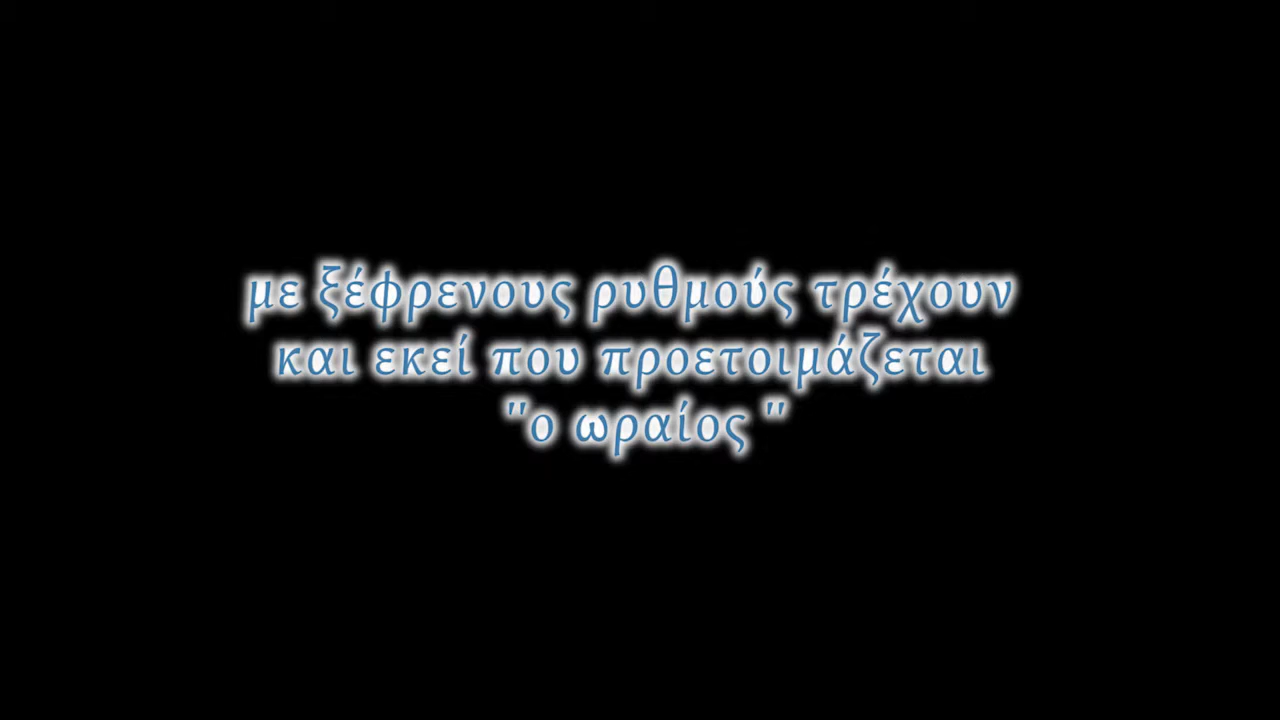 με ξέφρενους ρυθμούς τρέχουν
και εκεί που προετοιμάζεται
"ο ωραίος "